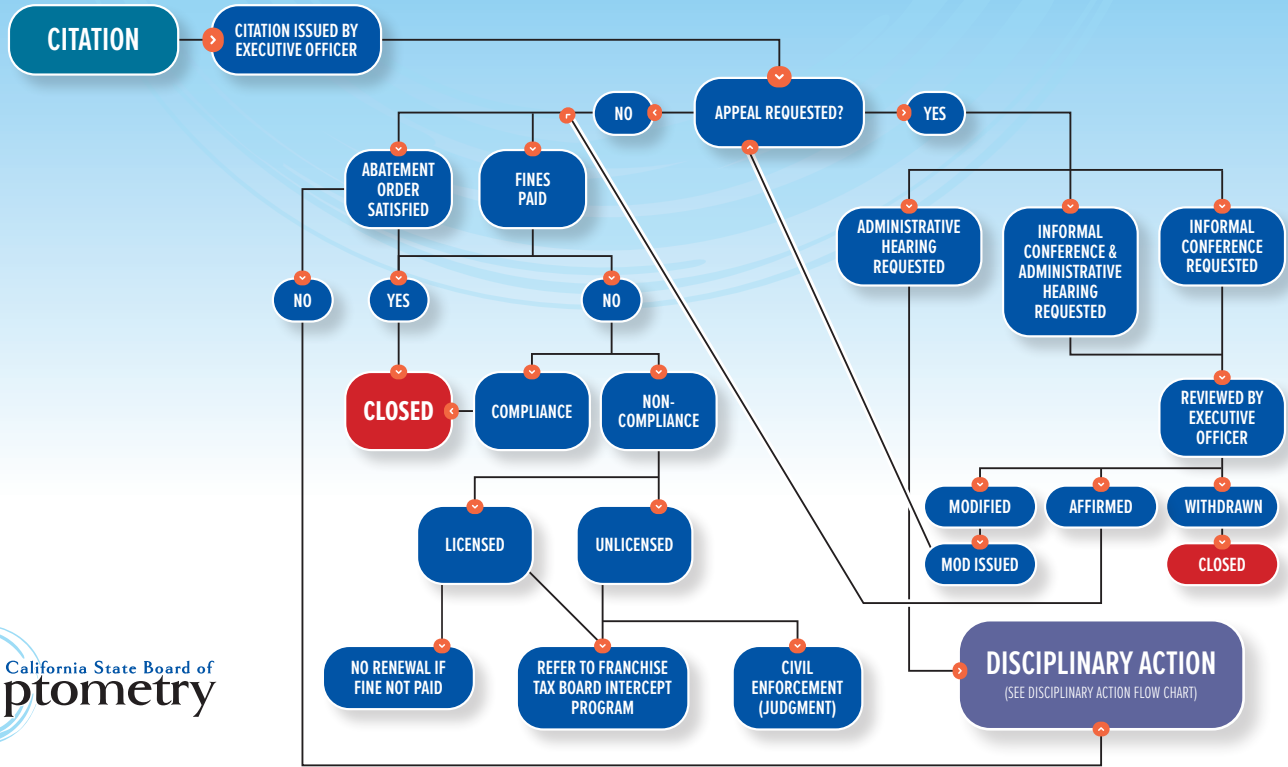 CITATION
CITATION ISSUED BY
EXECUTIVE OFFICER
APPEAL REQUESTED?
NO
YES
ABATEMENT
ORDER
SATISFIED
FINES
PAID
ADMINISTRATIVE
HEARING
REQUESTED
INFORMAL
CONFERENCE &
ADMINISTRATIVE
HEARING
REQUESTED
INFORMAL
CONFERENCE
REQUESTED
NO
YES
NO
CLOSED
COMPLIANCE
NON-
COMPLIANCE
REVIEWED BY
EXECUTIVE
OFFICER
MODIFIED
AFFIRMED
WITHDRAWN
LICENSED
UNLICENSED
MOD ISSUED
CLOSED
NO RENEWAL IF
FINE NOT PAID
REFER TO FRANCHISE
TAX BOARD INTERCEPT
PROGRAM
CIVIL
ENFORCEMENT
(JUDGMENT)
DISCIPLINARY ACTION
(SEE DISCIPLINARY ACTION FLOW CHART)
California State Board of
ptometry